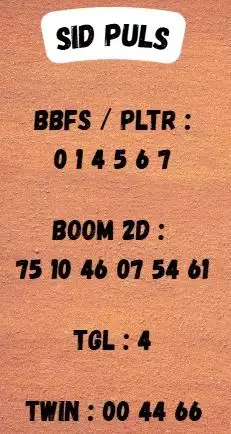 SID PULS
BBFS / PLTR :
0 1 4 5 6 7
BOOM 2D :
75 10 46 07 54 61
TGL : 4
TWIN : 00 44 66